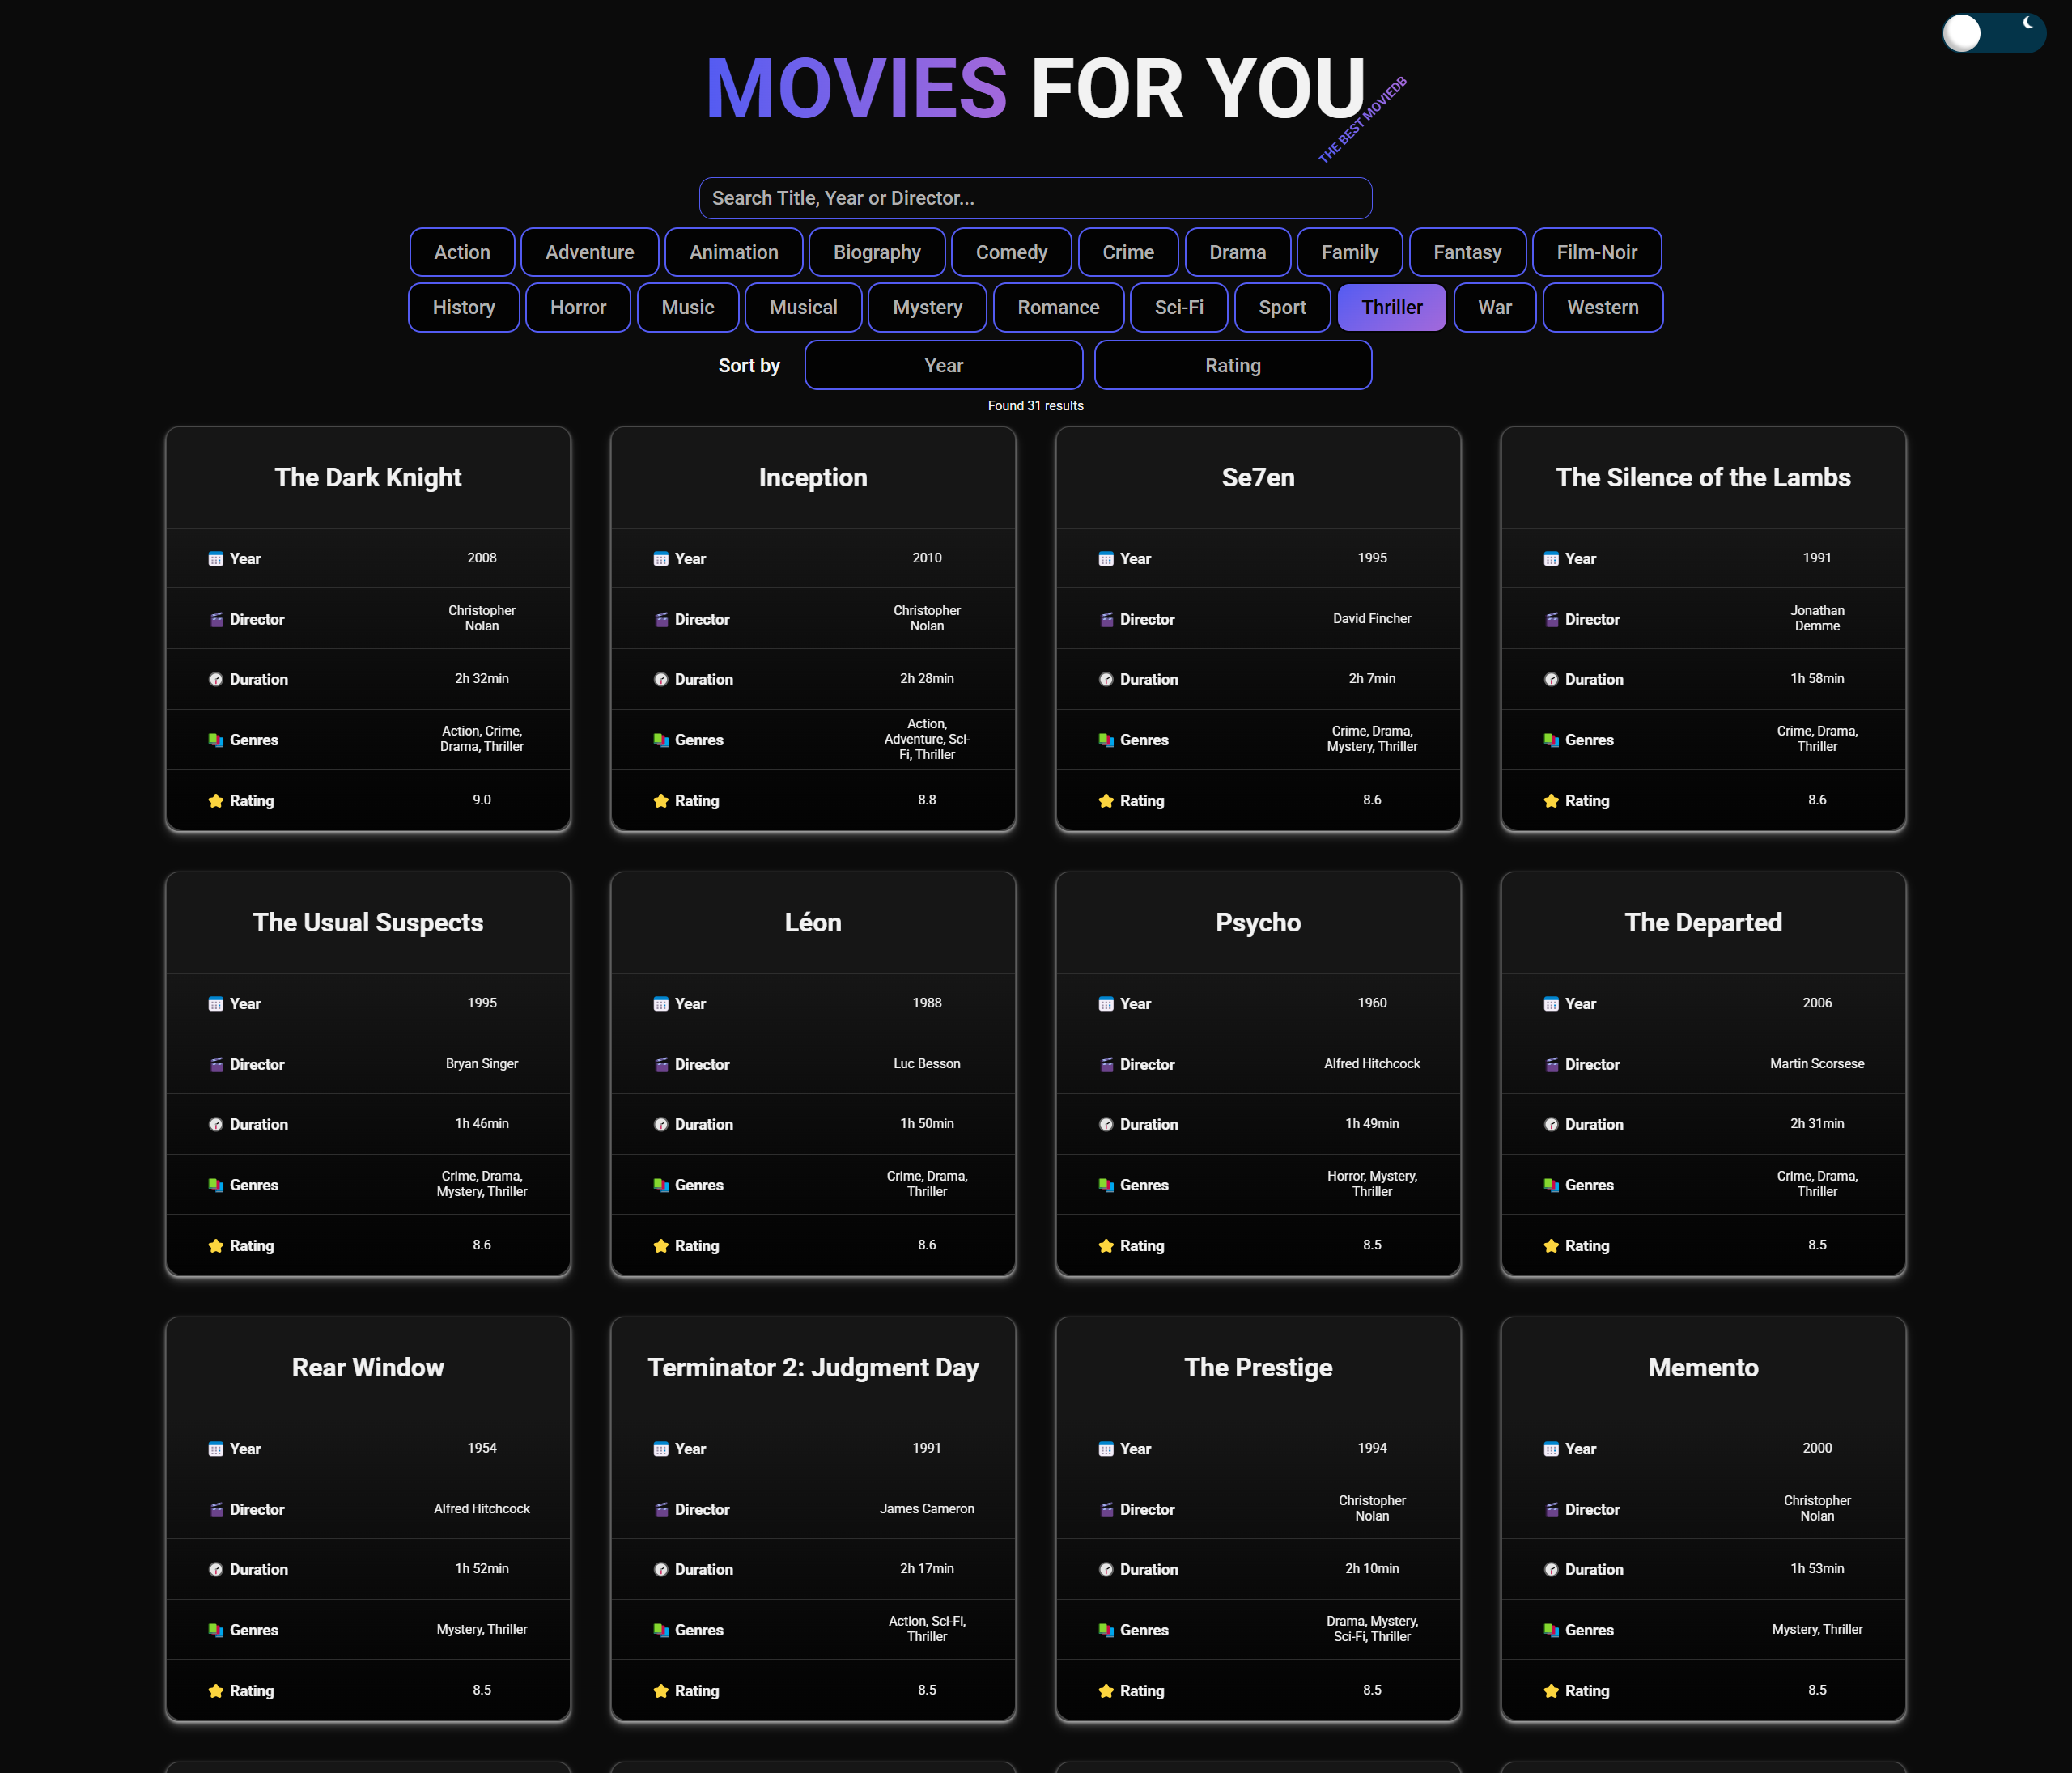 MOVIES FOR YOU
THE BEST MOVIEDB
Search Title, Year or Director...
Action Adventure Animation Biography Comedy Crime Drama Family Fantasy Film-Noir
History Horror Music Musical Mystery Romance Sci-Fi Sport Thriller War Western
Sort by Year Rating
Found 31 results
The Dark Knight
Year 2008
Director Christopher
Nolan
Duration 2h 32min
Genres Action, Crime,
Drama, Thriller
Rating 9.0
Inception
Year 2010
Director Christopher
Nolan
Duration 2h 28min
Genres Action,
Adventure, Sci-
Fi, Thriller
Rating 8.8
Se7en
Year 1995
Director David Fincher
Duration 2h 7min
Genres Crime, Drama,
Mystery, Thriller
Rating 8.6
The Silence of the Lambs
Year 1991
Director Jonathan
Demme
Duration 1h 58min
Genres Crime, Drama,
Thriller
Rating 8.6
The Usual Suspects
Year 1995
Director Bryan Singer
Duration 1h 46min
Genres Crime, Drama,
Mystery, Thriller
Rating 8.6
Léon
Year 1988
Director Luc Besson
Duration 1h 50min
Genres Crime, Drama,
Thriller
Rating 8.6
Psycho
Year 1960
Director Alfred Hitchcock
Duration 1h 49min
Genres Horror, Mystery,
Thriller
Rating 8.5
The Departed
Year 2006
Director Martin Scorsese
Duration 2h 31min
Genres Crime, Drama,
Thriller
Rating 8.5
Rear Window
Year 1954
Director Alfred Hitchcock
Duration 1h 52min
Genres Mystery, Thriller
Rating 8.5
Terminator 2: Judgment Day
Year 1991
Director James Cameron
Duration 2h 17min
Genres Action, Sci-Fi,
Thriller
Rating 8.5
The Prestige
Year 1994
Director Christopher
Nolan
Duration 2h 10min
Genres Drama, Mystery,
Sci-Fi, Thriller
Rating 8.5
Memento
Year 2000
Director Christopher
Nolan
Duration 1h 53min
Genres Mystery, Thriller
Rating 8.5